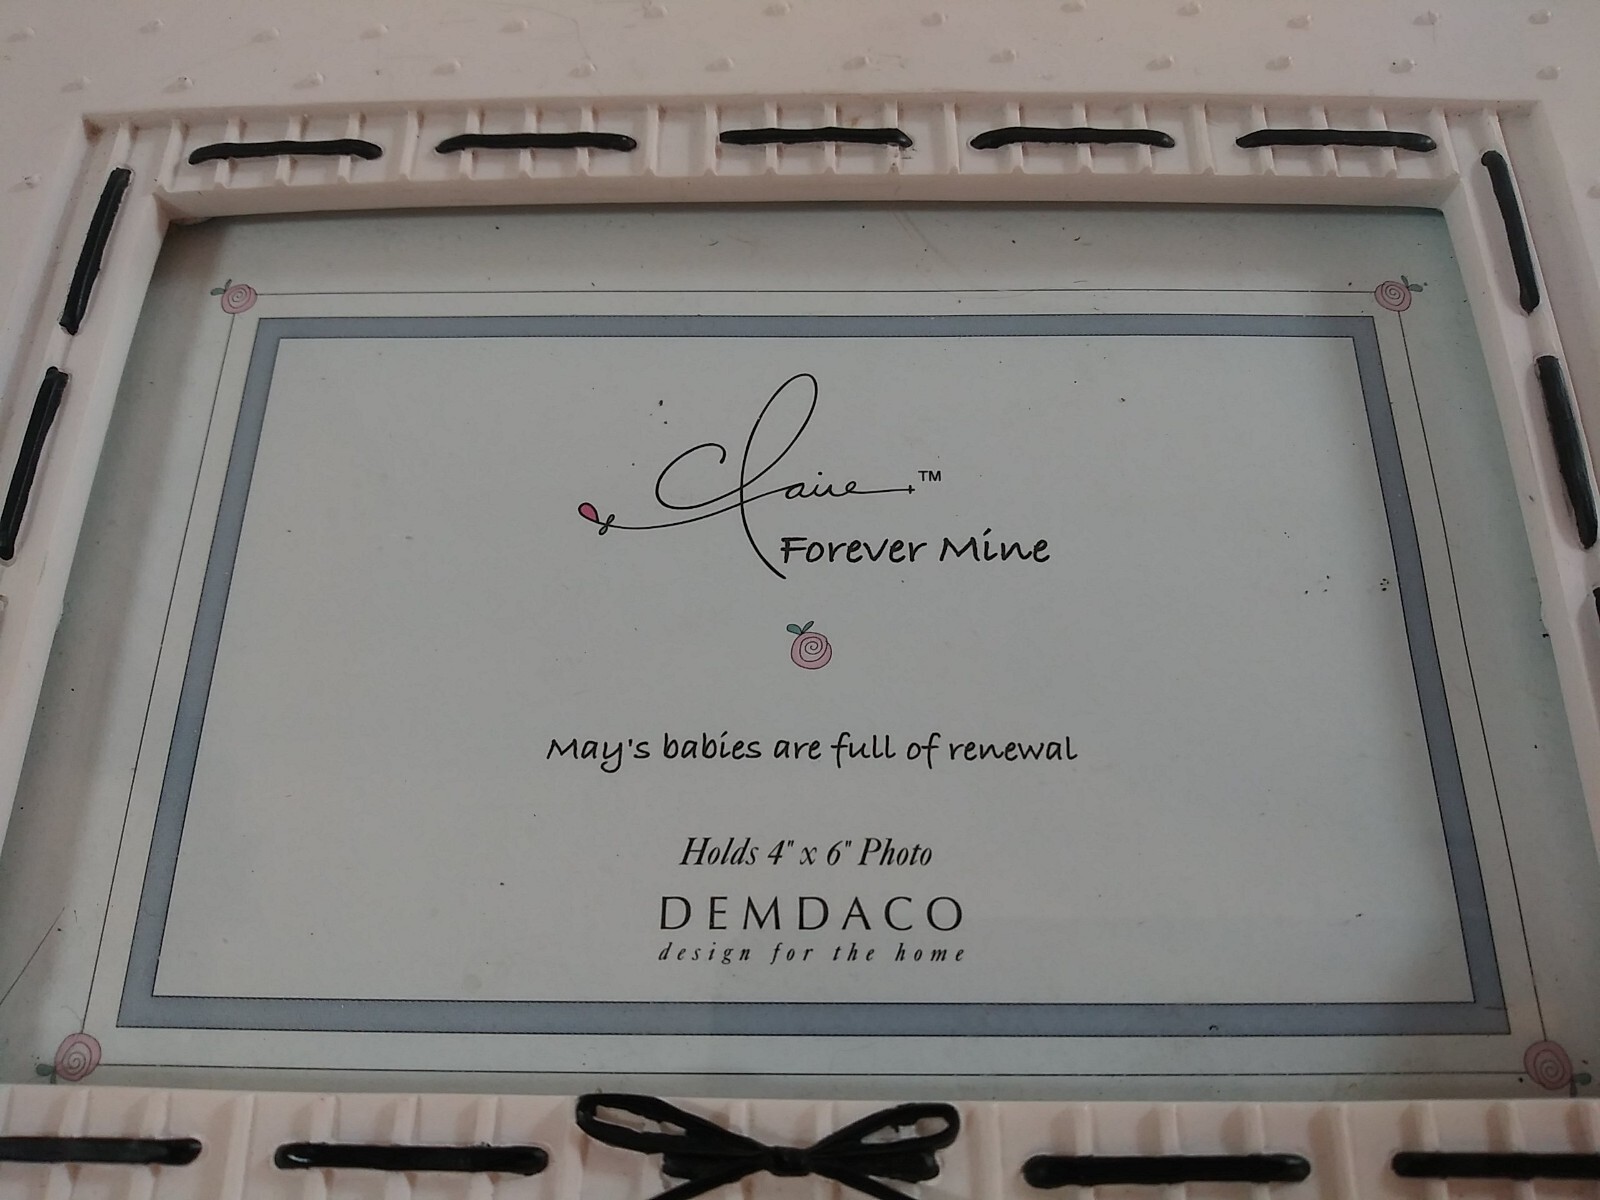 Claire™
Forever Mine
May's babies are full of renewal
Holds 4" x 6" Photo
DEMDACO
design for the home